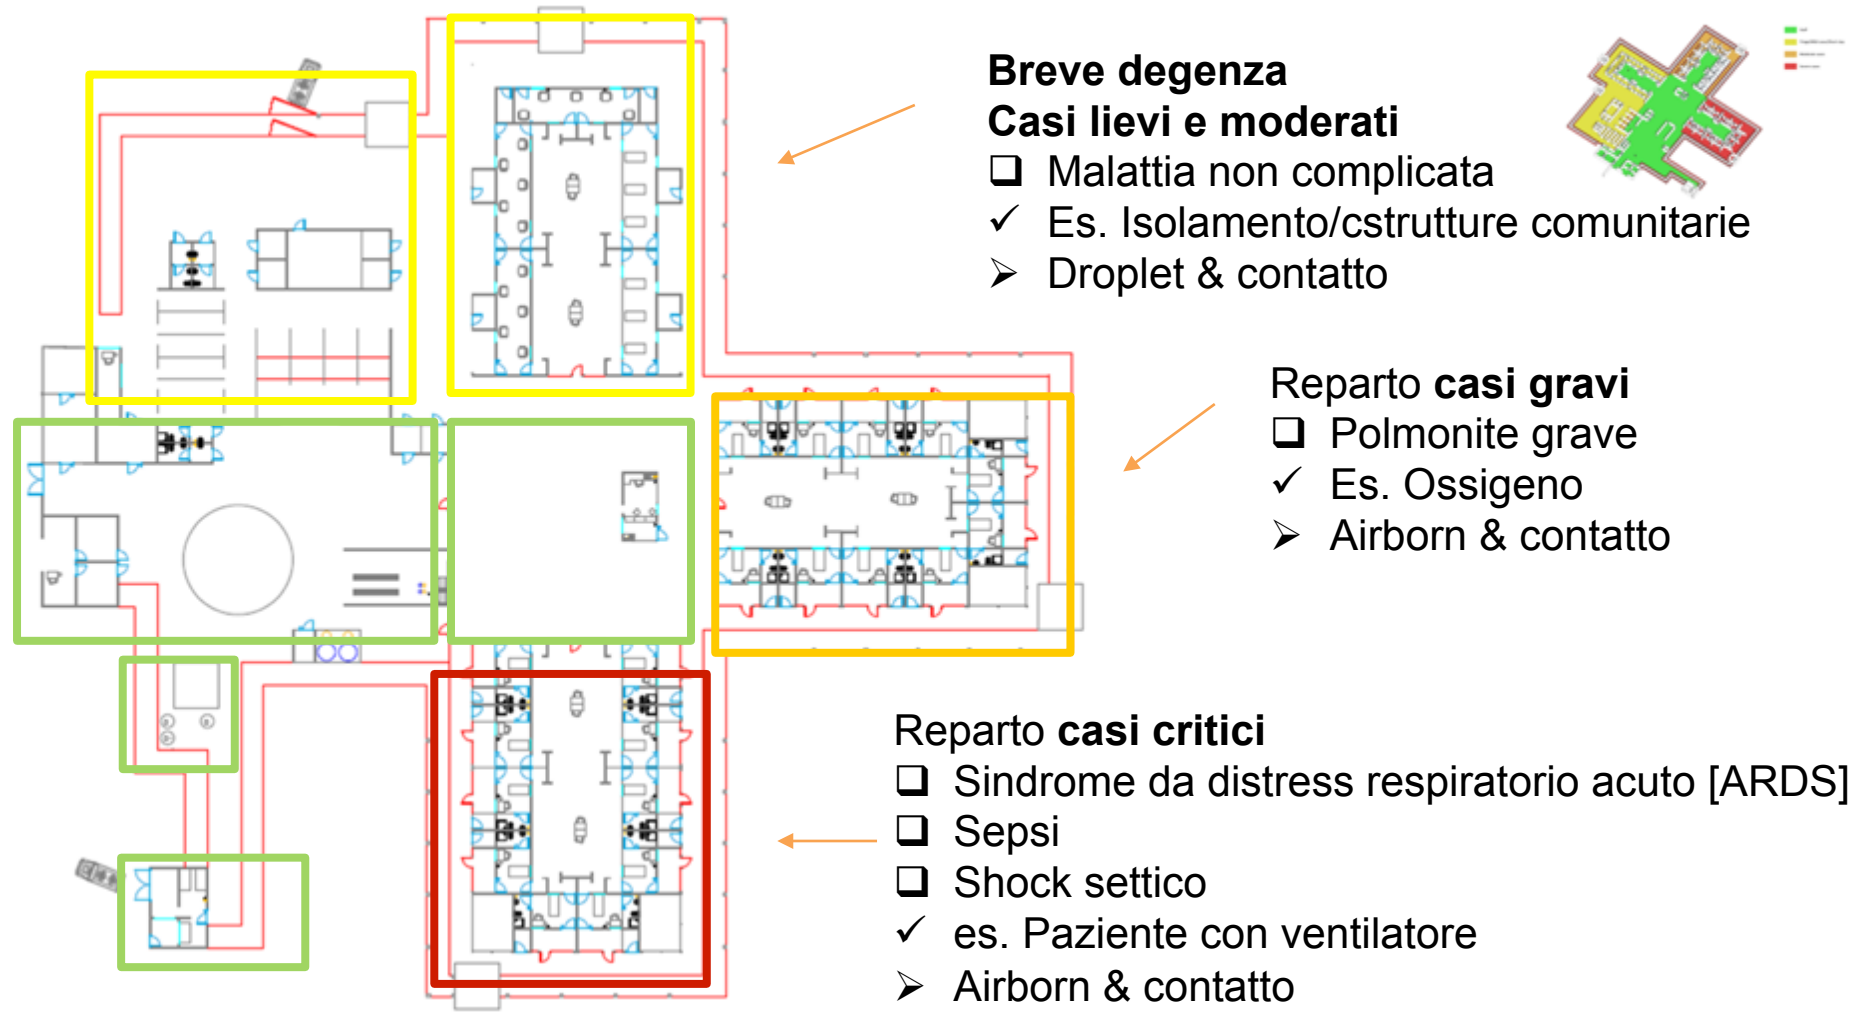 Breve degenza
Casi lievi e moderati
❑ Malattia non complicata
✓ Es. Isolamento/cstrutture comunitarie
➢ Droplet & contatto
Reparto casi gravi
❑ Polmonite grave
✓ Es. Ossigeno
➢ Airborn & contatto
Reparto casi critici
❑ Sindrome da distress respiratorio acuto [ARDS]
❑ Sepsi
❑ Shock settico
✓ es. Paziente con ventilatore
➢ Airborn & contatto